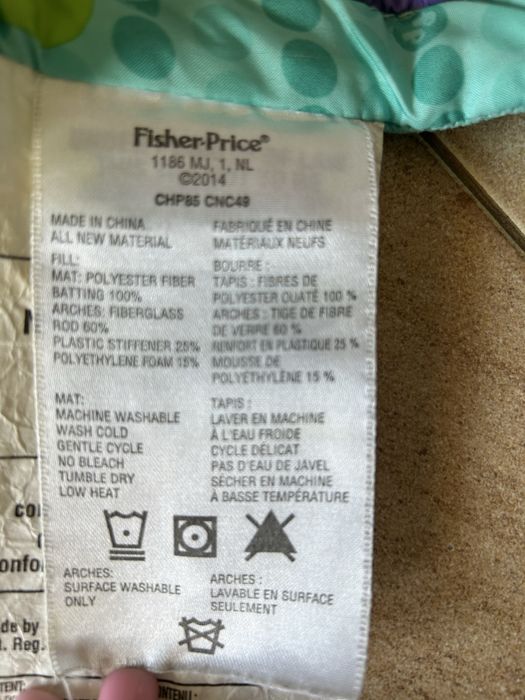 Fisher-Price®
1186 MJ, 1, NL
©2014
CHP85 CNC49
MADE IN CHINA
ALL NEW MATERIAL
FILL:
MAT: POLYESTER FIBER
BATTING 100%
ARCHES: FIBERGLASS
ROD 60%
PLASTIC STIFFENER 25%
POLYETHYLENE FOAM 15%
FABRIQUÉ EN CHINE
MATÉRIAUX NEUFS
BOURRE :
TAPIS : FIBRES DE
POLYESTER OUATÉ 100 %
ARCHES : TIGE DE FIBRE
DE VERRE 60 %
RENFORT EN PLASTIQUE 25 %
MOUSSE DE
POLYÉTHYLÈNE 15 %
MAT:
MACHINE WASHABLE
WASH COLD
GENTLE CYCLE
NO BLEACH
TUMBLE DRY
LOW HEAT
TAPIS :
LAVER EN MACHINE
À L'EAU FROIDE
CYCLE DÉLICAT
PAS D'EAU DE JAVEL
SÉCHER EN MACHINE
À BASSE TEMPÉRATURE
ARCHES:
SURFACE WASHABLE
ONLY
ARCHES :
LAVABLE EN SURFACE
SEULEMENT
de by
. Reg.